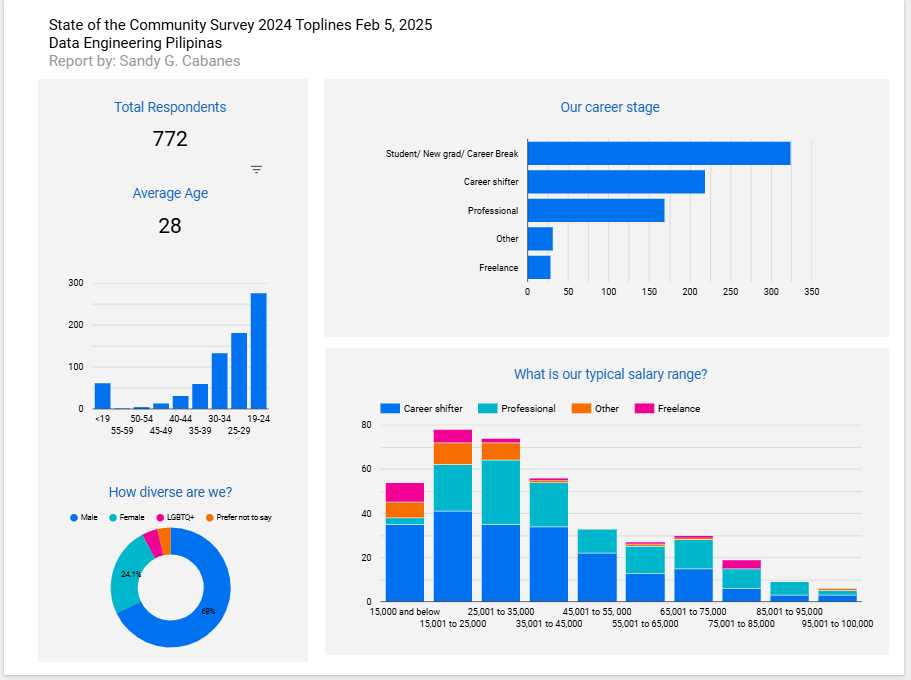 State of the Community Survey 2024 Toplines Feb 5, 2025
Data Engineering Pilipinas
Report by: Sandy G. Cabanes
Total Respondents
772
Average Age
28
300
200
100
0
<19 50-54 40-44 30-34 19-24
55-59 45-49 35-39 25-29
How diverse are we?
Male Female LGBTQ+ Prefer not to say
24.1%
68%
Our career stage
Student/ New grad/ Career Break
Career shifter
Professional
Other
Freelance
0 50 100 150 200 250 300 350
What is our typical salary range?
Career shifter Professional Other Freelance
80
60
40
20
0
15,000 and below 25,001 to 35,000 45,001 to 55,000 65,001 to 75,000 85,001 to 95,000
15,001 to 25,000 35,001 to 45,000 55,001 to 65,000 75,001 to 85,000 95,001 to 100,000